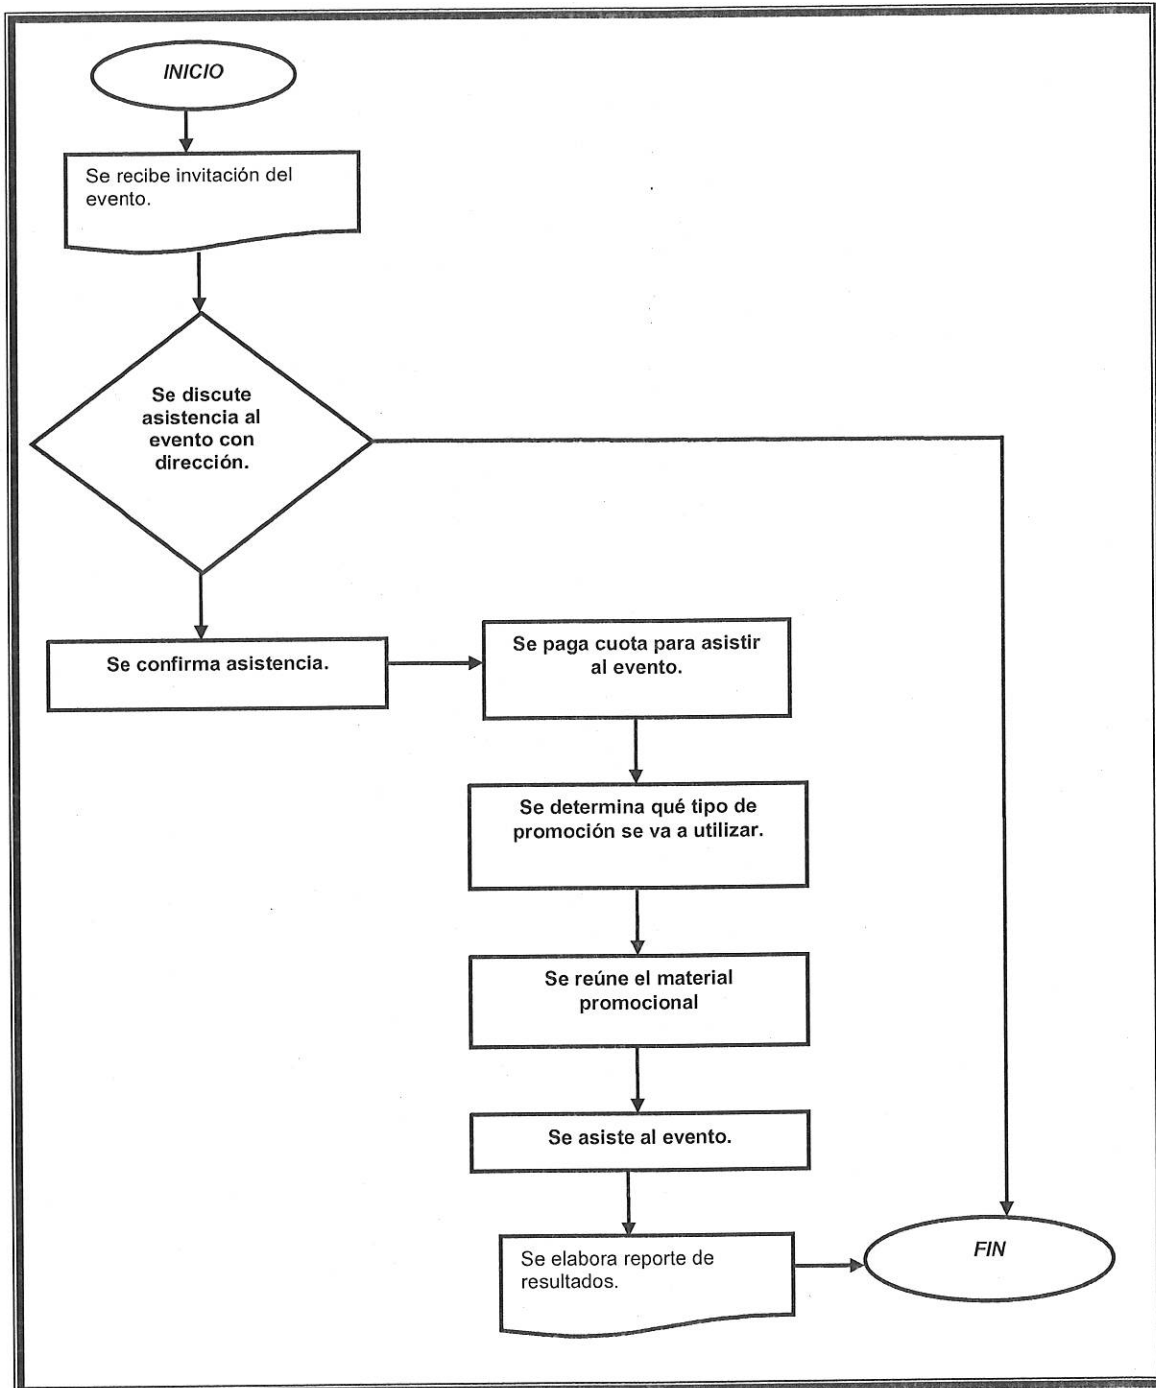 INICIO
Se recibe invitación del
evento.
Se discute
asistencia al
evento con
dirección.
Se confirma asistencia.
Se paga cuota para asistir
al evento.
Se determina qué tipo de
promoción se va a utilizar.
Se reúne el material
promocional
Se asiste al evento.
Se elabora reporte de
resultados.
FIN